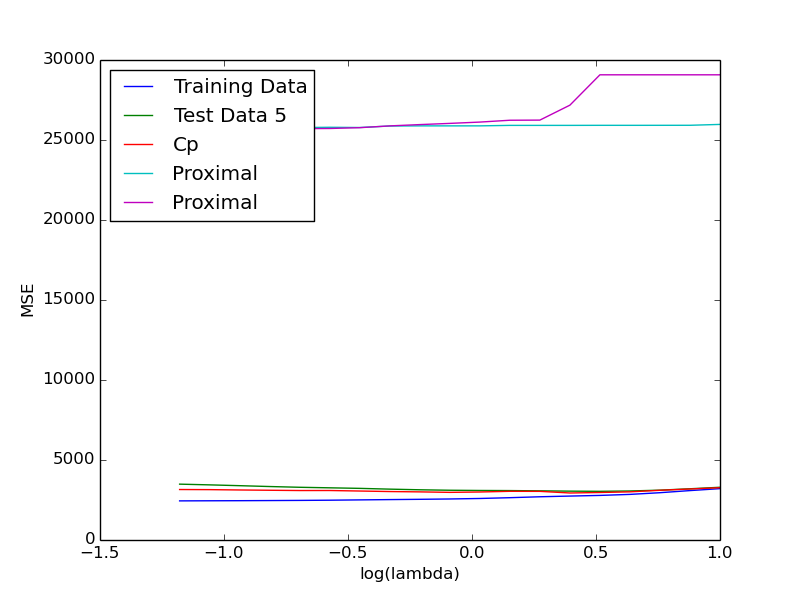 30000
25000
20000
15000
10000
5000
0
MSE
Training Data
Test Data 5
Cp
Proximal
Proximal
−1.5 −1.0 −0.5 0.0 0.5 1.0
log(lambda)